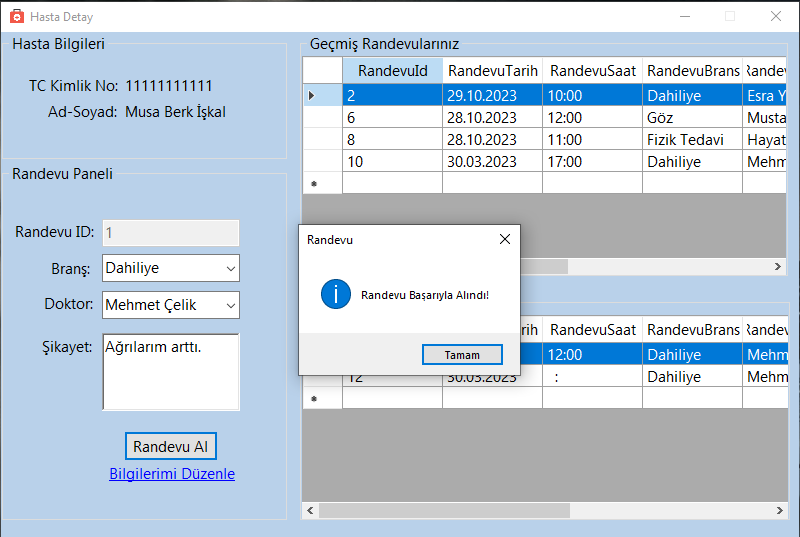 Hasta Detay
Hasta Bilgileri
TC Kimlik No: 11111111111
Ad-Soyad: Musa Berk İşkal
Randevu Paneli
Randevu ID: 1
Branş: Dahiliye
Doktor: Mehmet Çelik
Şikayet: Ağrılarım arttı.
Randevu Al
Bilgilerimi Düzenle
Geçmiş Randevularınız
RandevuId RandevuTarih RandevuSaat RandevuBrans Randev
2 29.10.2023 10:00 Dahiliye Esra Y
6 28.10.2023 12:00 Göz Musta
8 28.10.2023 11:00 Fizik Tedavi Hayat
10 30.03.2023 17:00 Dahiliye Mehm
Randevu
Randevu Başarıyla Alındı!
Tamam
rih RandevuSaat RandevuBrans Randev
12:00 Dahiliye Mehm
12 30.03.2023 : Dahiliye Mehm